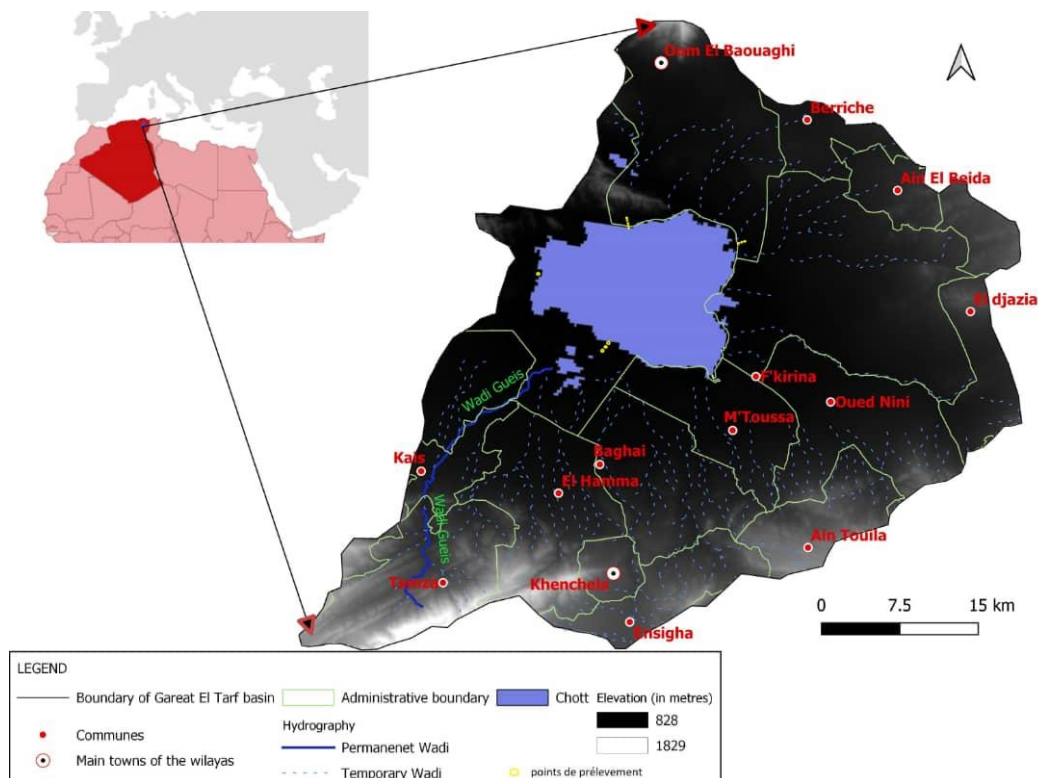 Oum El Baouaghi
Berriche
Ain El Beida
El djazia
F'kirina
Wadi Gueis
Oued Nini
M'Toussa
Kais
Baghai
El Hamma
Wadi Gueis
Ain Touila
Tamza
Khenchela
Ensigha
0 7.5 15 km
LEGEND
Boundary of Gareat El Tarf basin
Administrative boundary
Chott
Elevation (in metres)
Communes
Hydrography
828
Main towns of the wilayas
Permanenet Wadi
1829
Temporary Wadi
points de prélevement